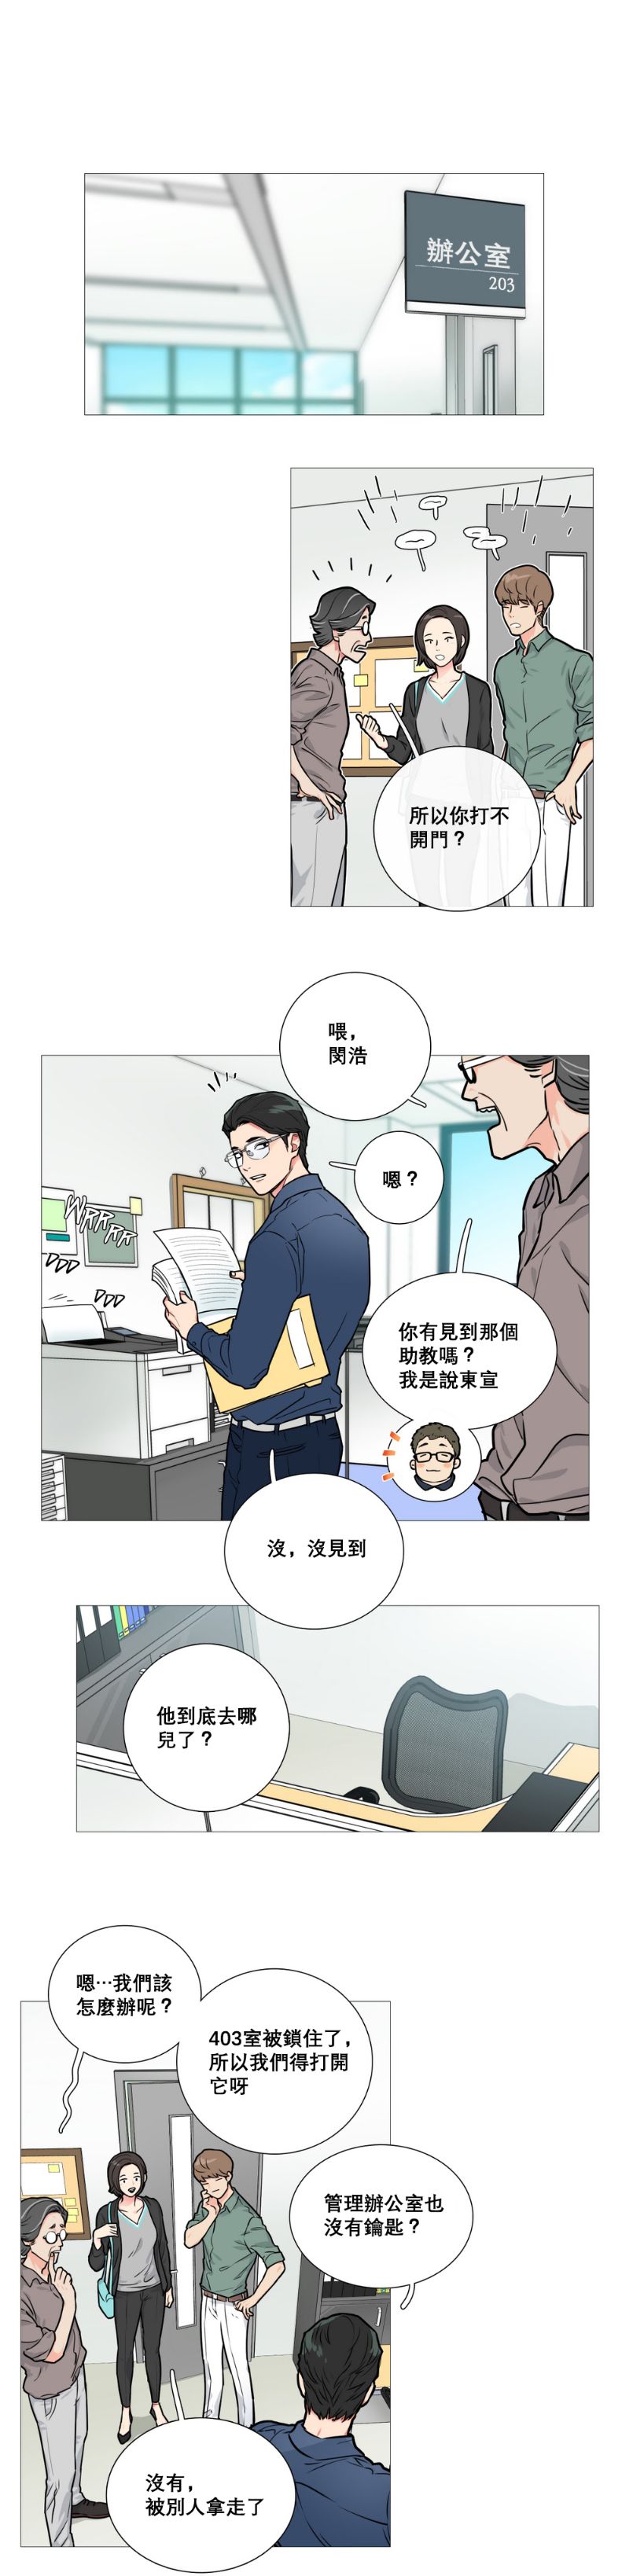 辦公室
203
所以你打不
開門？
喂，
閔浩
嗯？
WRRRRR
DDD
DDD
你有見到那個
助教嗎？
我是說東宣
沒，沒見到
他到底去哪
兒了？
嗯…我們該
怎麼辦呢？
403室被鎖住了，
所以我們得打開
它呀
管理辦公室也
沒有鑰匙？
沒有，
被別人拿走了